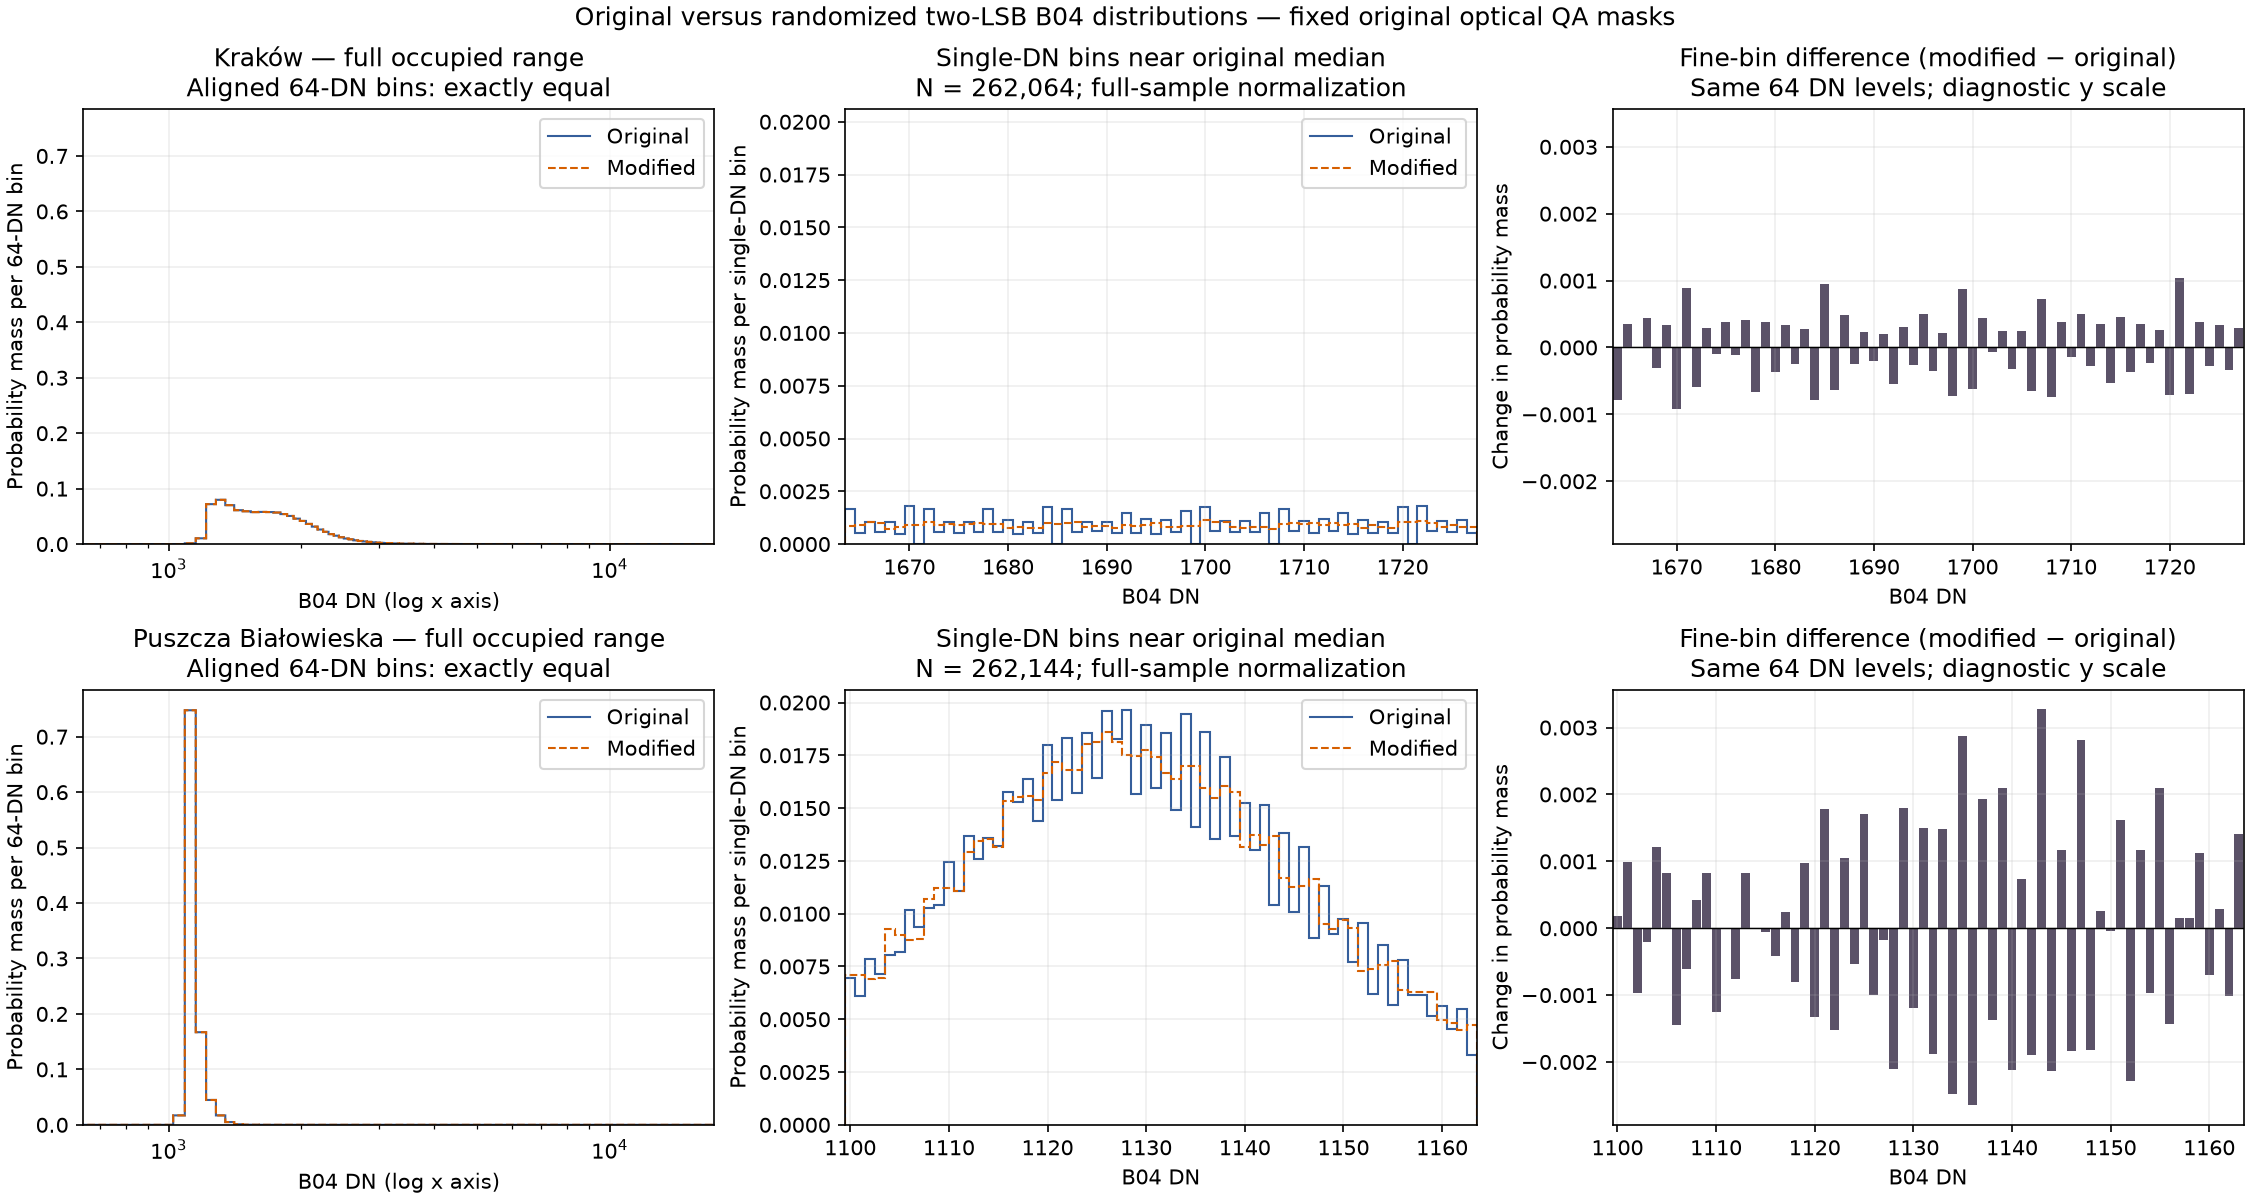 Original versus randomized two-LSB B04 distributions — fixed original optical QA masks
Kraków — full occupied range
Aligned 64-DN bins: exactly equal
Probability mass per 64-DN bin
0.7
0.6
0.5
0.4
0.3
0.2
0.1
0.0
Original
Modified
10³
10⁴
B04 DN (log x axis)
Single-DN bins near original median
N = 262,064; full-sample normalization
Probability mass per single-DN bin
0.0200
0.0175
0.0150
0.0125
0.0100
0.0075
0.0050
0.0025
0.0000
Original
Modified
1670
1680
1690
1700
1710
1720
B04 DN
Fine-bin difference (modified − original)
Same 64 DN levels; diagnostic y scale
Change in probability mass
0.003
0.002
0.001
0.000
−0.001
−0.002
1670
1680
1690
1700
1710
1720
B04 DN
Puszcza Białowieska — full occupied range
Aligned 64-DN bins: exactly equal
Probability mass per 64-DN bin
0.7
0.6
0.5
0.4
0.3
0.2
0.1
0.0
Original
Modified
10³
10⁴
B04 DN (log x axis)
Single-DN bins near original median
N = 262,144; full-sample normalization
Probability mass per single-DN bin
0.0200
0.0175
0.0150
0.0125
0.0100
0.0075
0.0050
0.0025
0.0000
Original
Modified
1100
1110
1120
1130
1140
1150
1160
B04 DN
Fine-bin difference (modified − original)
Same 64 DN levels; diagnostic y scale
Change in probability mass
0.003
0.002
0.001
0.000
−0.001
−0.002
1100
1110
1120
1130
1140
1150
1160
B04 DN